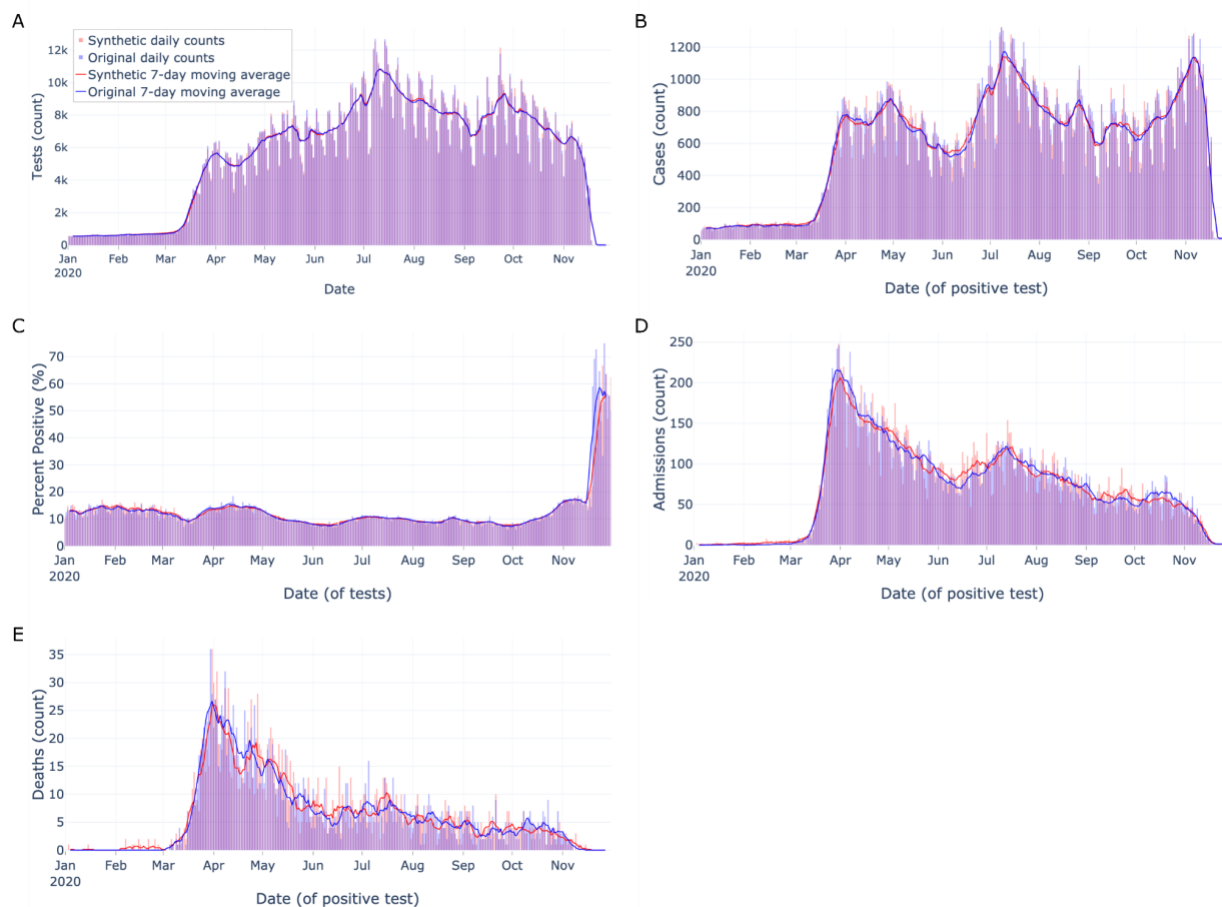 A
Synthetic daily counts
Original daily counts
Synthetic 7-day moving average
Original 7-day moving average
Tests (count)
12k
10k
8k
6k
4k
2k
0
Jan Feb Mar Apr May Jun Jul Aug Sep Oct Nov
2020
Date
B
Cases (count)
1200
1000
800
600
400
200
0
Jan Feb Mar Apr May Jun Jul Aug Sep Oct Nov
2020
Date (of positive test)
C
Percent Positive (%)
70
60
50
40
30
20
10
0
Jan Feb Mar Apr May Jun Jul Aug Sep Oct Nov
2020
Date (of tests)
D
Admissions (count)
250
200
150
100
50
0
Jan Feb Mar Apr May Jun Jul Aug Sep Oct Nov
2020
Date (of positive test)
E
Deaths (count)
35
30
25
20
15
10
5
0
Jan Feb Mar Apr May Jun Jul Aug Sep Oct Nov
2020
Date (of positive test)